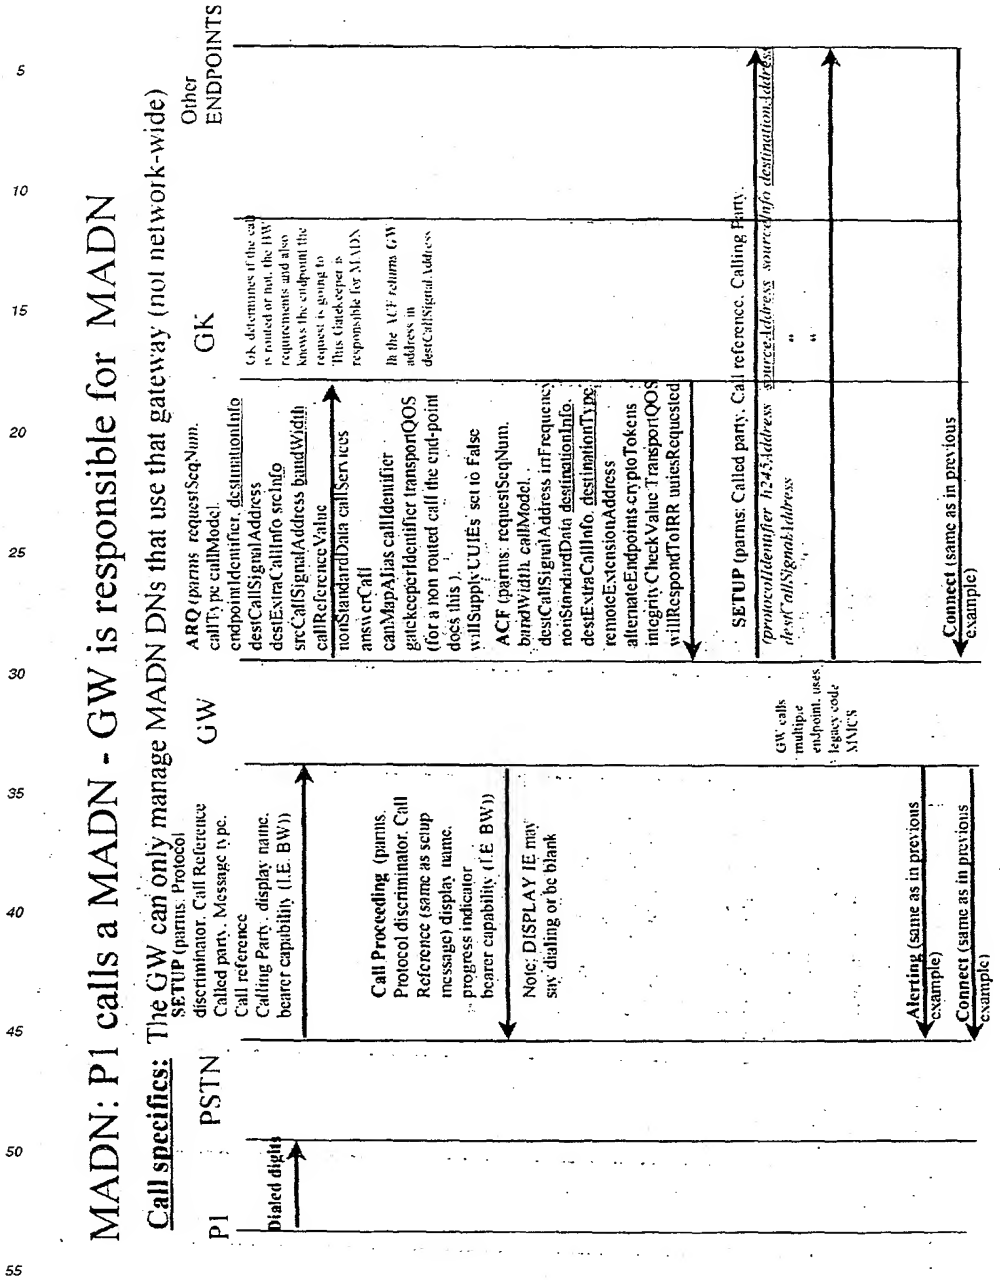 5
10
15
20
25
30
35
40
45
50
55
MADN: P1 calls a MADN - GW is responsible for MADN
Call specifics: The GW can only manage MADN DNs that use that gateway (not network-wide)
P1
PSTN
GW
GK
Other
ENDPOINTS
Dialed digits
SETUP (parms: Protocol
discriminator, Call Reference
Called party, Message type,
Call reference
Calling Party, display name,
bearer capability (I.E. BW))
Call Proceeding (parms.
Protocol discriminator, Call
Reference (same as setup
message) display name,
progress indicator
bearer capability (I.E. BW))
Note: DISPLAY IE may
say dialing or be blank
Alerting (same as in previous
example)
Connect (same as in previous
example)
GW calls
multiple
endpoint, uses
legacy code
MMCS
ARQ (parms requestSeqNum,
callType callModel,
endpointIdentifier, destinationInfo
destCallSignalAddress
destExtraCallInfo srcInfo
srcCallSignalAddress bandWidth
callReferenceValue
nonStandardData callServices
answerCall
canMapAlias callIdentifier
gatekeeperIdentifier transportQOS
(for a non routed call the end-point
does this ).
willSupplyUUIEs set to False
ACF (parms: requestSeqNum,
bandWidth, callModel,
destCallSignalAddress irrFrequency
nonStandardData destinationInfo,
destExtraCallInfo, destinationType,
remoteExtensionAddress
alternateEndpoints cryptoTokens
integrityCheckValue TransportQOS
willRespondToIRR uuiesRequested
GK determines if the call
is routed or not, the BW
requirements and also
knows the endpoint the
request is going to
This Gatekeeper is
responsible for MADN
In the ACF returns GW
address in
destCallSignalAddress
SETUP (parms: Called party, Call reference, Calling Party,
(protocolIdentifier h245Address sourceAddress sourceInfo destinationAddress
destCallSignalAddress
"
"
Connect (same as in previous
example)